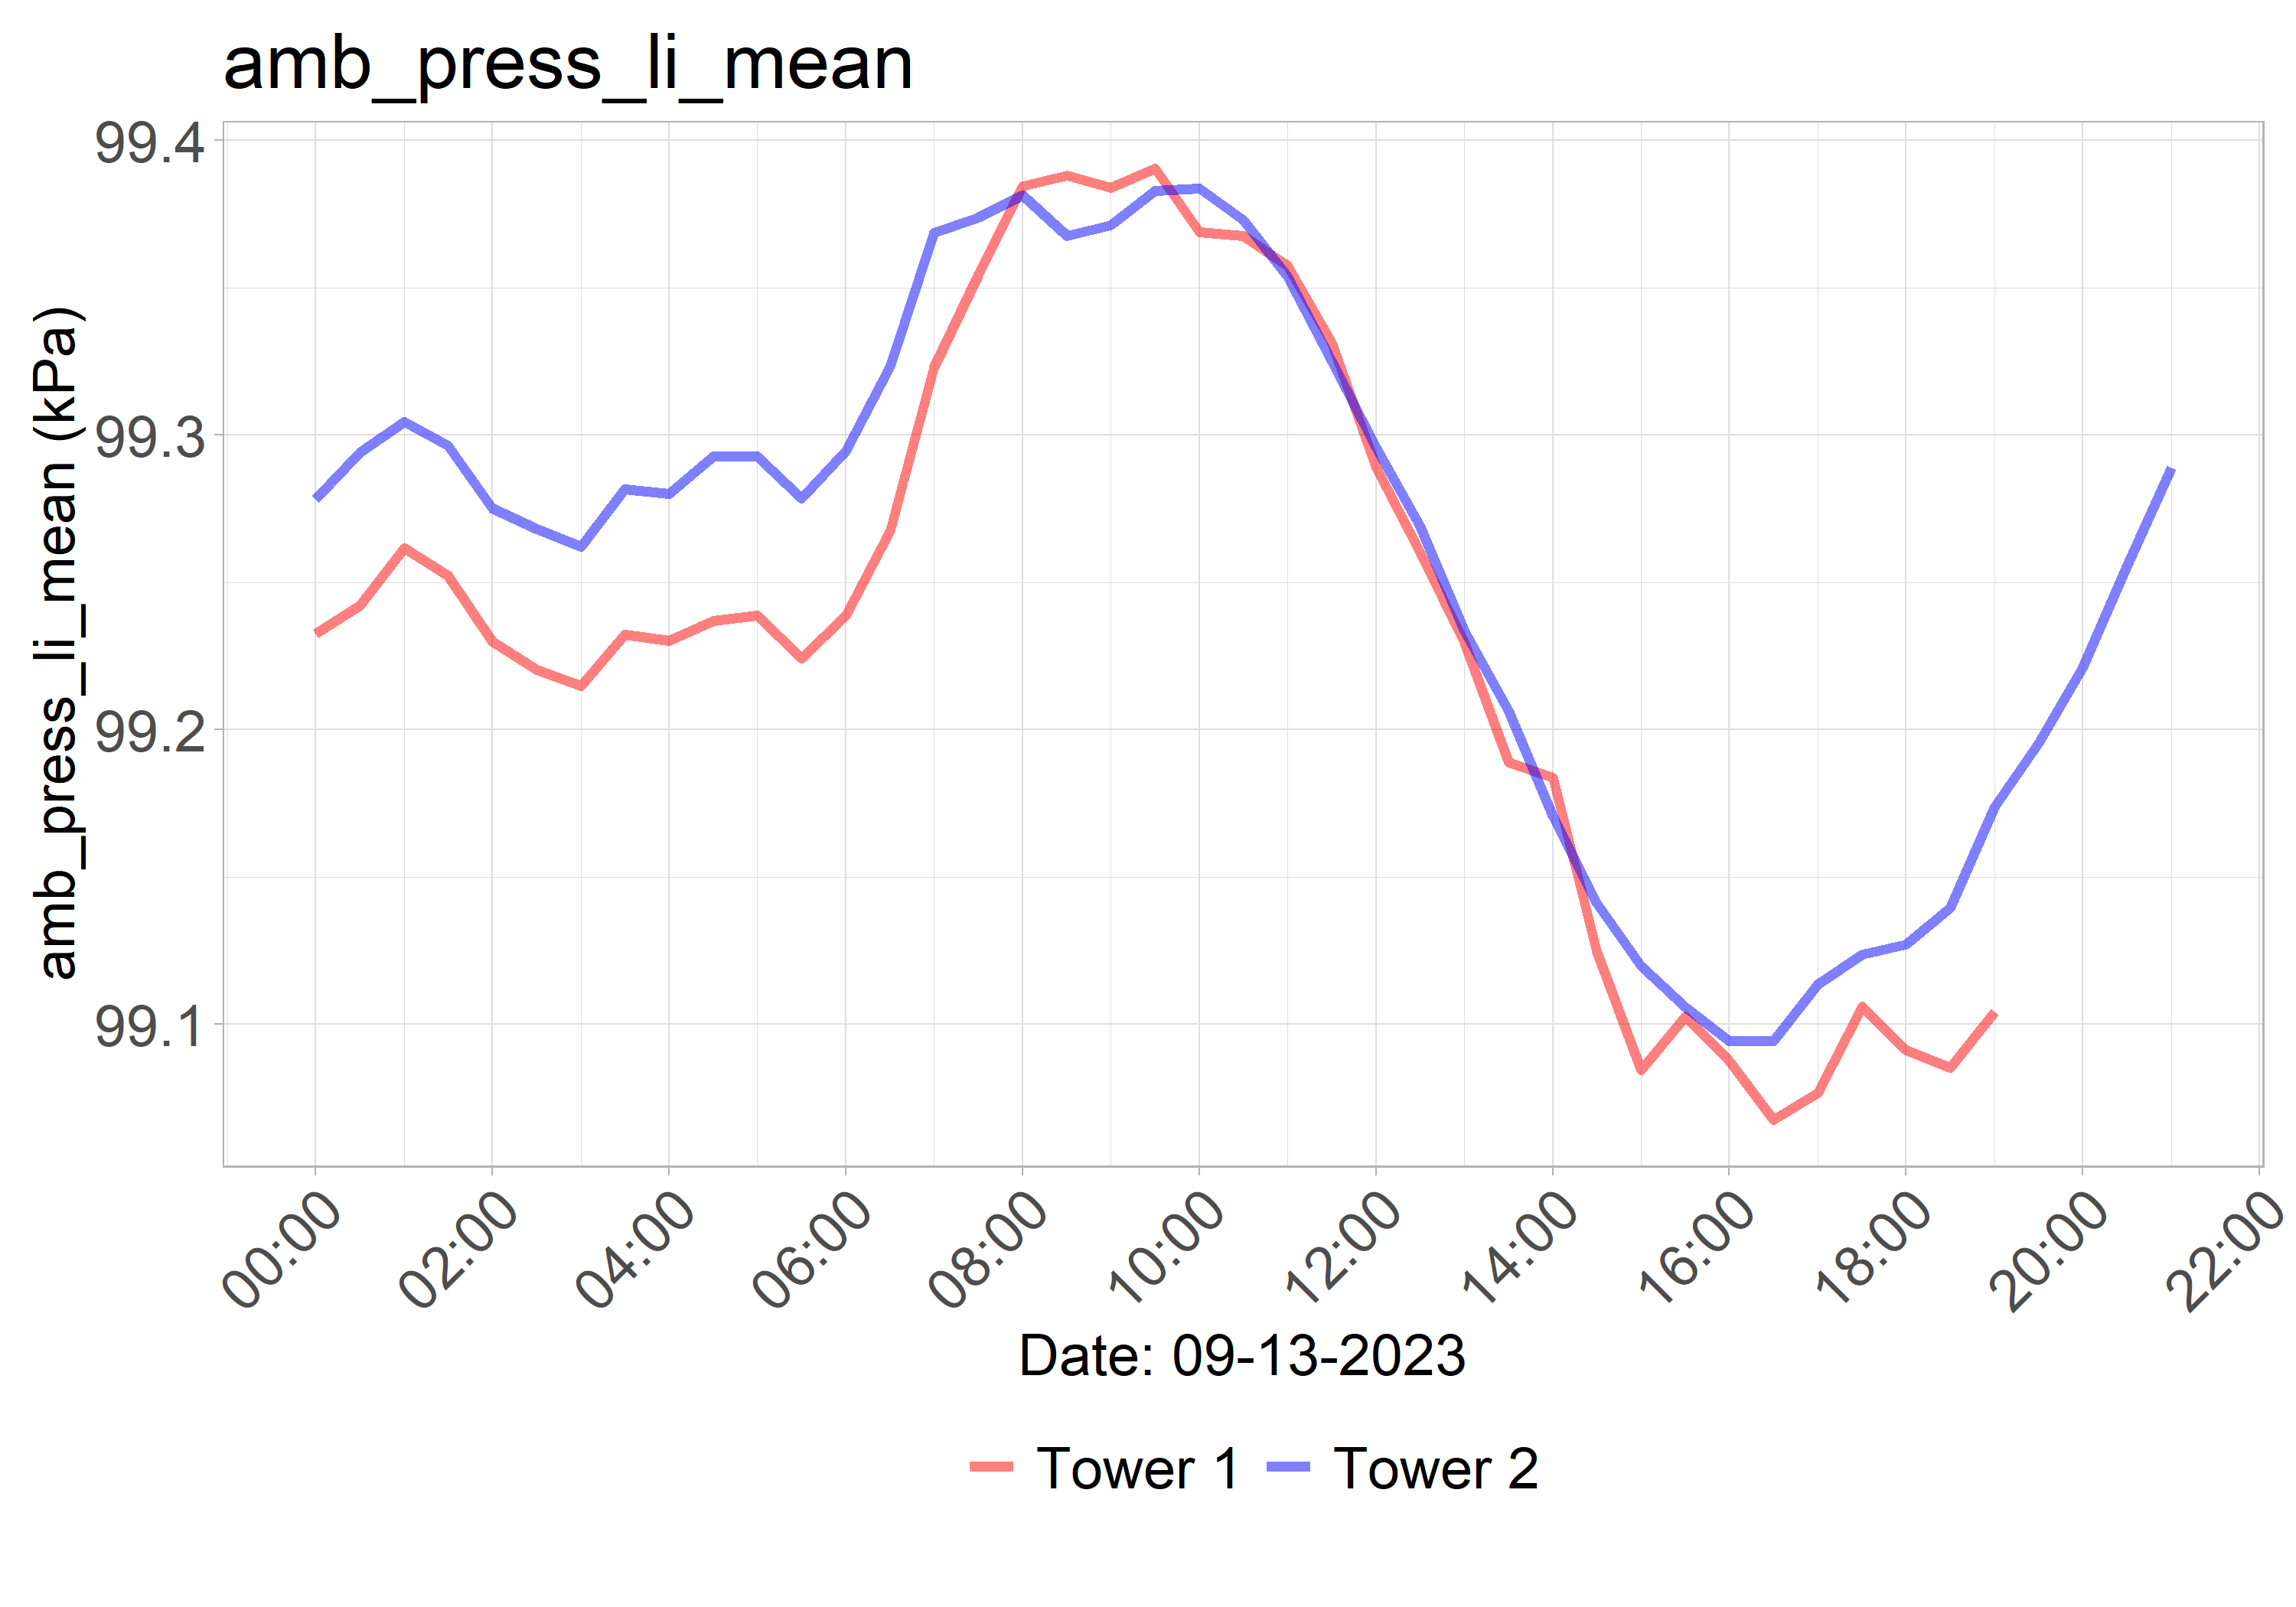 amb_press_li_mean
amb_press_li_mean (kPa)
99.4
99.3
99.2
99.1
00:00 02:00 04:00 06:00 08:00 10:00 12:00 14:00 16:00 18:00 20:00 22:00
Date: 09-13-2023
Tower 1 Tower 2